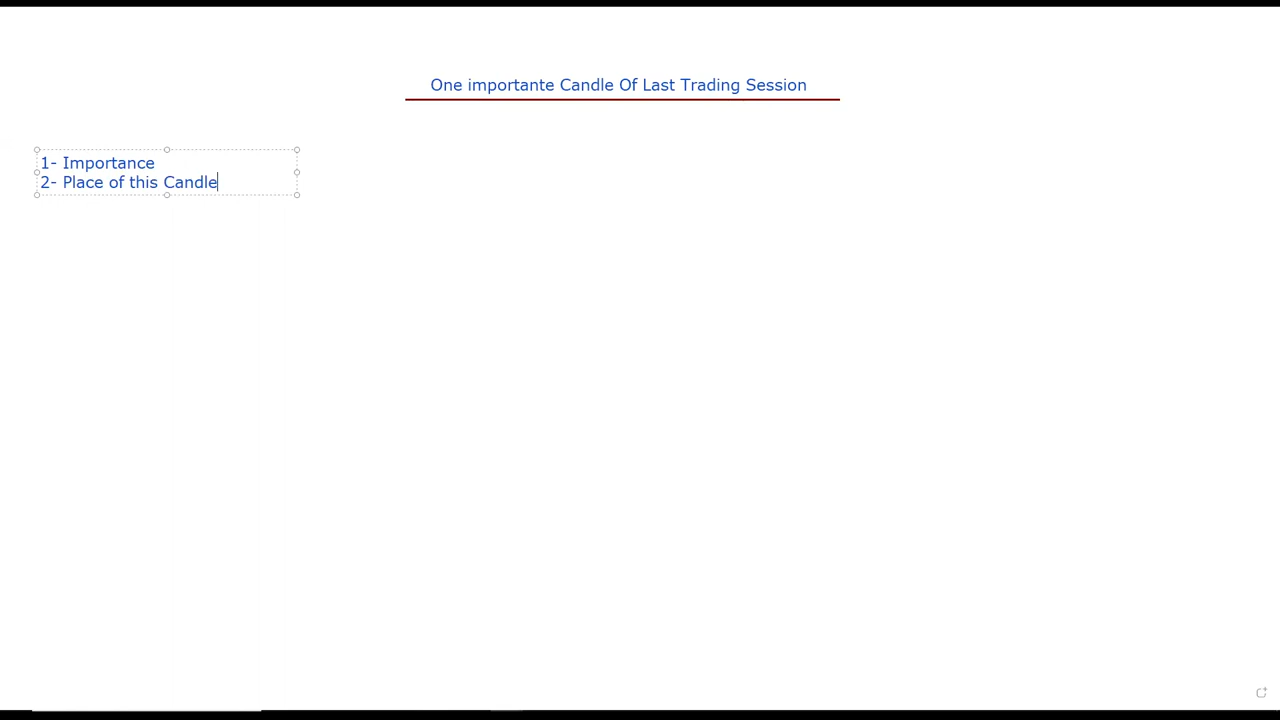 One importante Candle Of Last Trading Session
1- Importance
2- Place of this Candle